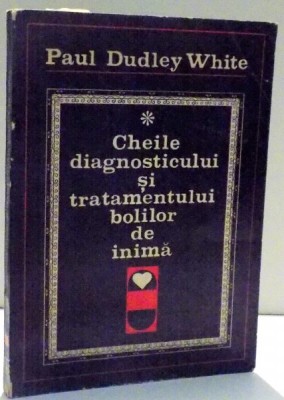 Paul Dudley White
*
Cheile
diagnosticului
și
tratamentului
bolilor
de
inimă